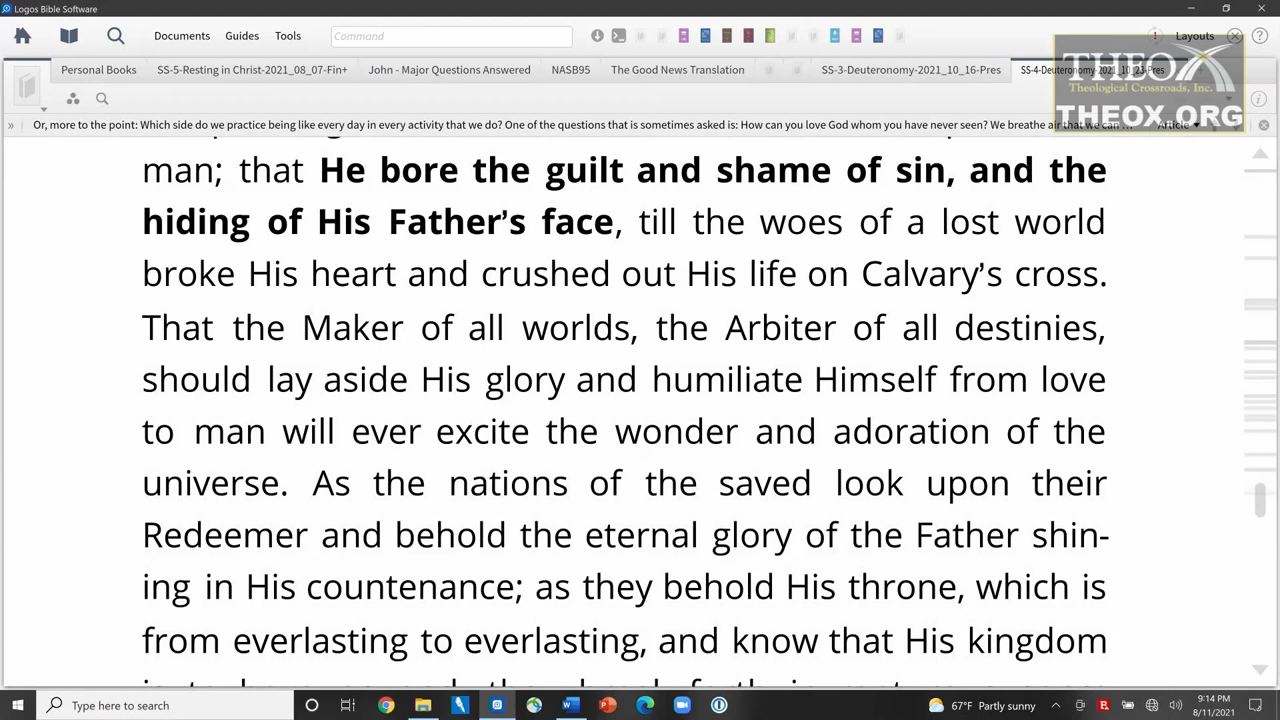 Logos Bible Software
Documents Guides Tools Command Layouts
THEOX
Theological Crossroads, Inc.
THEOX.ORG
Personal Books SS-5-Resting in Christ-2021_08_07-Fin+ ns Answered NASB95 The Good News Translation SS-3-Deuteronomy-2021_10_16-Pres SS-4-Deuteronomy-2021_10_23-Pres
Or, more to the point: Which side do we practice being like every day in every activity that we do? One of the questions that is sometimes asked is: How can you love God whom you have never seen? We breathe air that we can ... Article
man; that He bore the guilt and shame of sin, and the
hiding of His Father's face, till the woes of a lost world
broke His heart and crushed out His life on Calvary's cross.
That the Maker of all worlds, the Arbiter of all destinies,
should lay aside His glory and humiliate Himself from love
to man will ever excite the wonder and adoration of the
universe. As the nations of the saved look upon their
Redeemer and behold the eternal glory of the Father shin-
ing in His countenance; as they behold His throne, which is
from everlasting to everlasting, and know that His kingdom
Type here to search
67°F Partly sunny
9:14 PM
8/11/2021